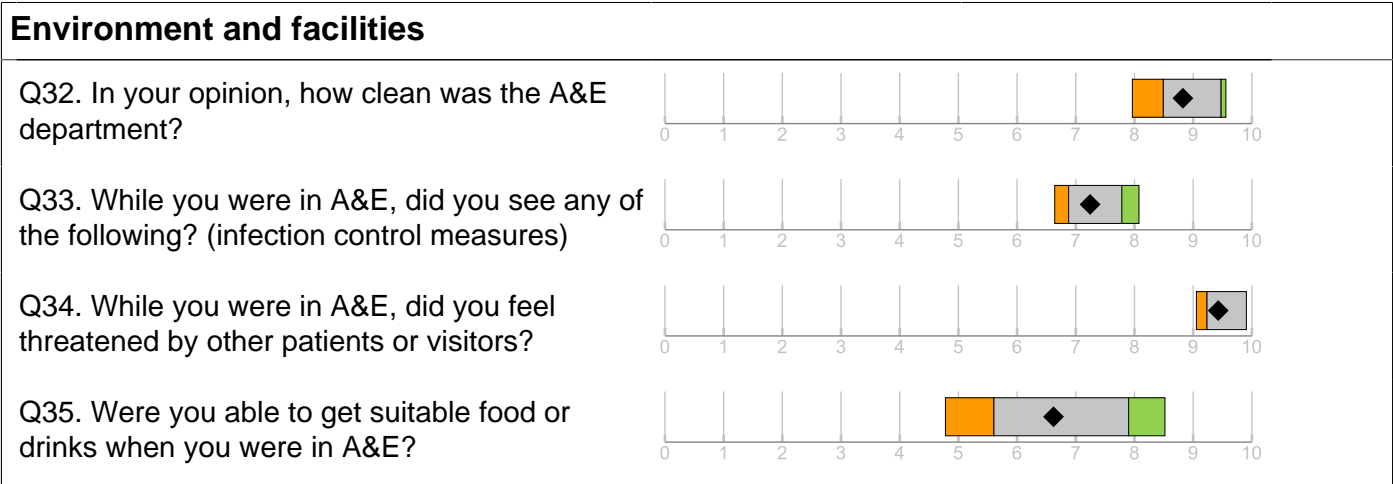 Environment and facilities
Q32. In your opinion, how clean was the A&E
department?
0 1 2 3 4 5 6 7 8 9 10
Q33. While you were in A&E, did you see any of
the following? (infection control measures)
0 1 2 3 4 5 6 7 8 9 10
Q34. While you were in A&E, did you feel
threatened by other patients or visitors?
0 1 2 3 4 5 6 7 8 9 10
Q35. Were you able to get suitable food or
drinks when you were in A&E?
0 1 2 3 4 5 6 7 8 9 10